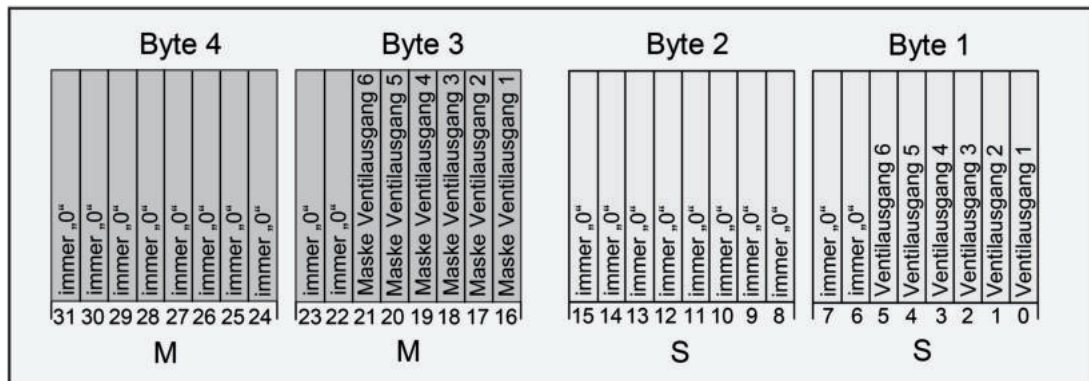 Byte 4
Byte 3
Byte 2
Byte 1
immer „0“
immer „0“
immer „0“
immer „0“
immer „0“
immer „0“
immer „0“
immer „0“
immer „0“
immer „0“
Maske Ventilausgang 6
Maske Ventilausgang 5
Maske Ventilausgang 4
Maske Ventilausgang 3
Maske Ventilausgang 2
Maske Ventilausgang 1
immer „0“
immer „0“
immer „0“
immer „0“
immer „0“
immer „0“
immer „0“
immer „0“
immer „0“
immer „0“
Ventilausgang 6
Ventilausgang 5
Ventilausgang 4
Ventilausgang 3
Ventilausgang 2
Ventilausgang 1
31 30 29 28 27 26 25 24
23 22 21 20 19 18 17 16
15 14 13 12 11 10 9 8
7 6 5 4 3 2 1 0
M
M
S
S